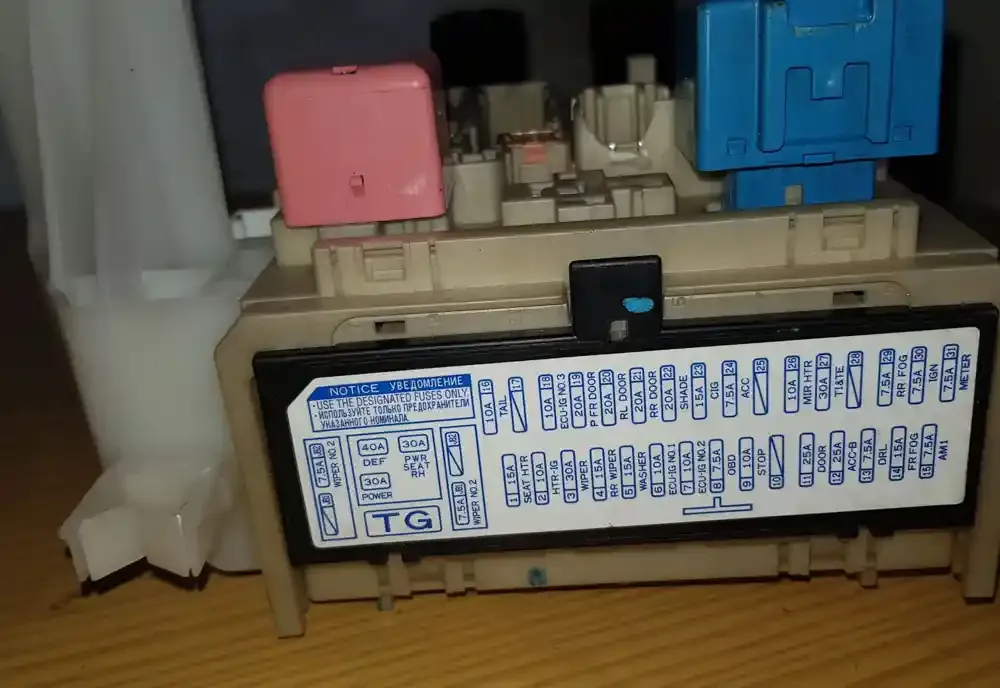 NOTICE УВЕДОМЛЕНИЕ
· USE THE DESIGNATED FUSES ONLY.
· ИСПОЛЬЗУЙТЕ ТОЛЬКО ПРЕДОХРАНИТЕЛИ
УКАЗАННОГО НОМИНАЛА.
7.5A
WIPER NO.2
40A
DEF
30A
PWR
SEAT
RH
30A
POWER
TG
7.5A
WIPER NO.2
10A 16
TAIL
17
10A 18
ECU-IG NO.3
20A 19
P FR DOOR
20A 20
RL DOOR
20A 21
RR DOOR
20A 22
SHADE
15A 23
CIG
7.5A 24
ACC
25
10A 26
MIR HTR
30A 27
TI&TE
28
7.5A 29
RR FOG
7.5A 30
IGN
7.5A 31
METER
1 15A
SEAT HTR
2 10A
HTR-IG
3 30A
WIPER
4 15A
RR WIPER
5 15A
WASHER
6 10A
ECU-IG NO.1
7 10A
ECU-IG NO.2
8 7.5A
OBD
9 10A
STOP
10
11 25A
DOOR
12 25A
ACC-B
13 7.5A
DRL
14 15A
FR FOG
15 7.5A
AM1